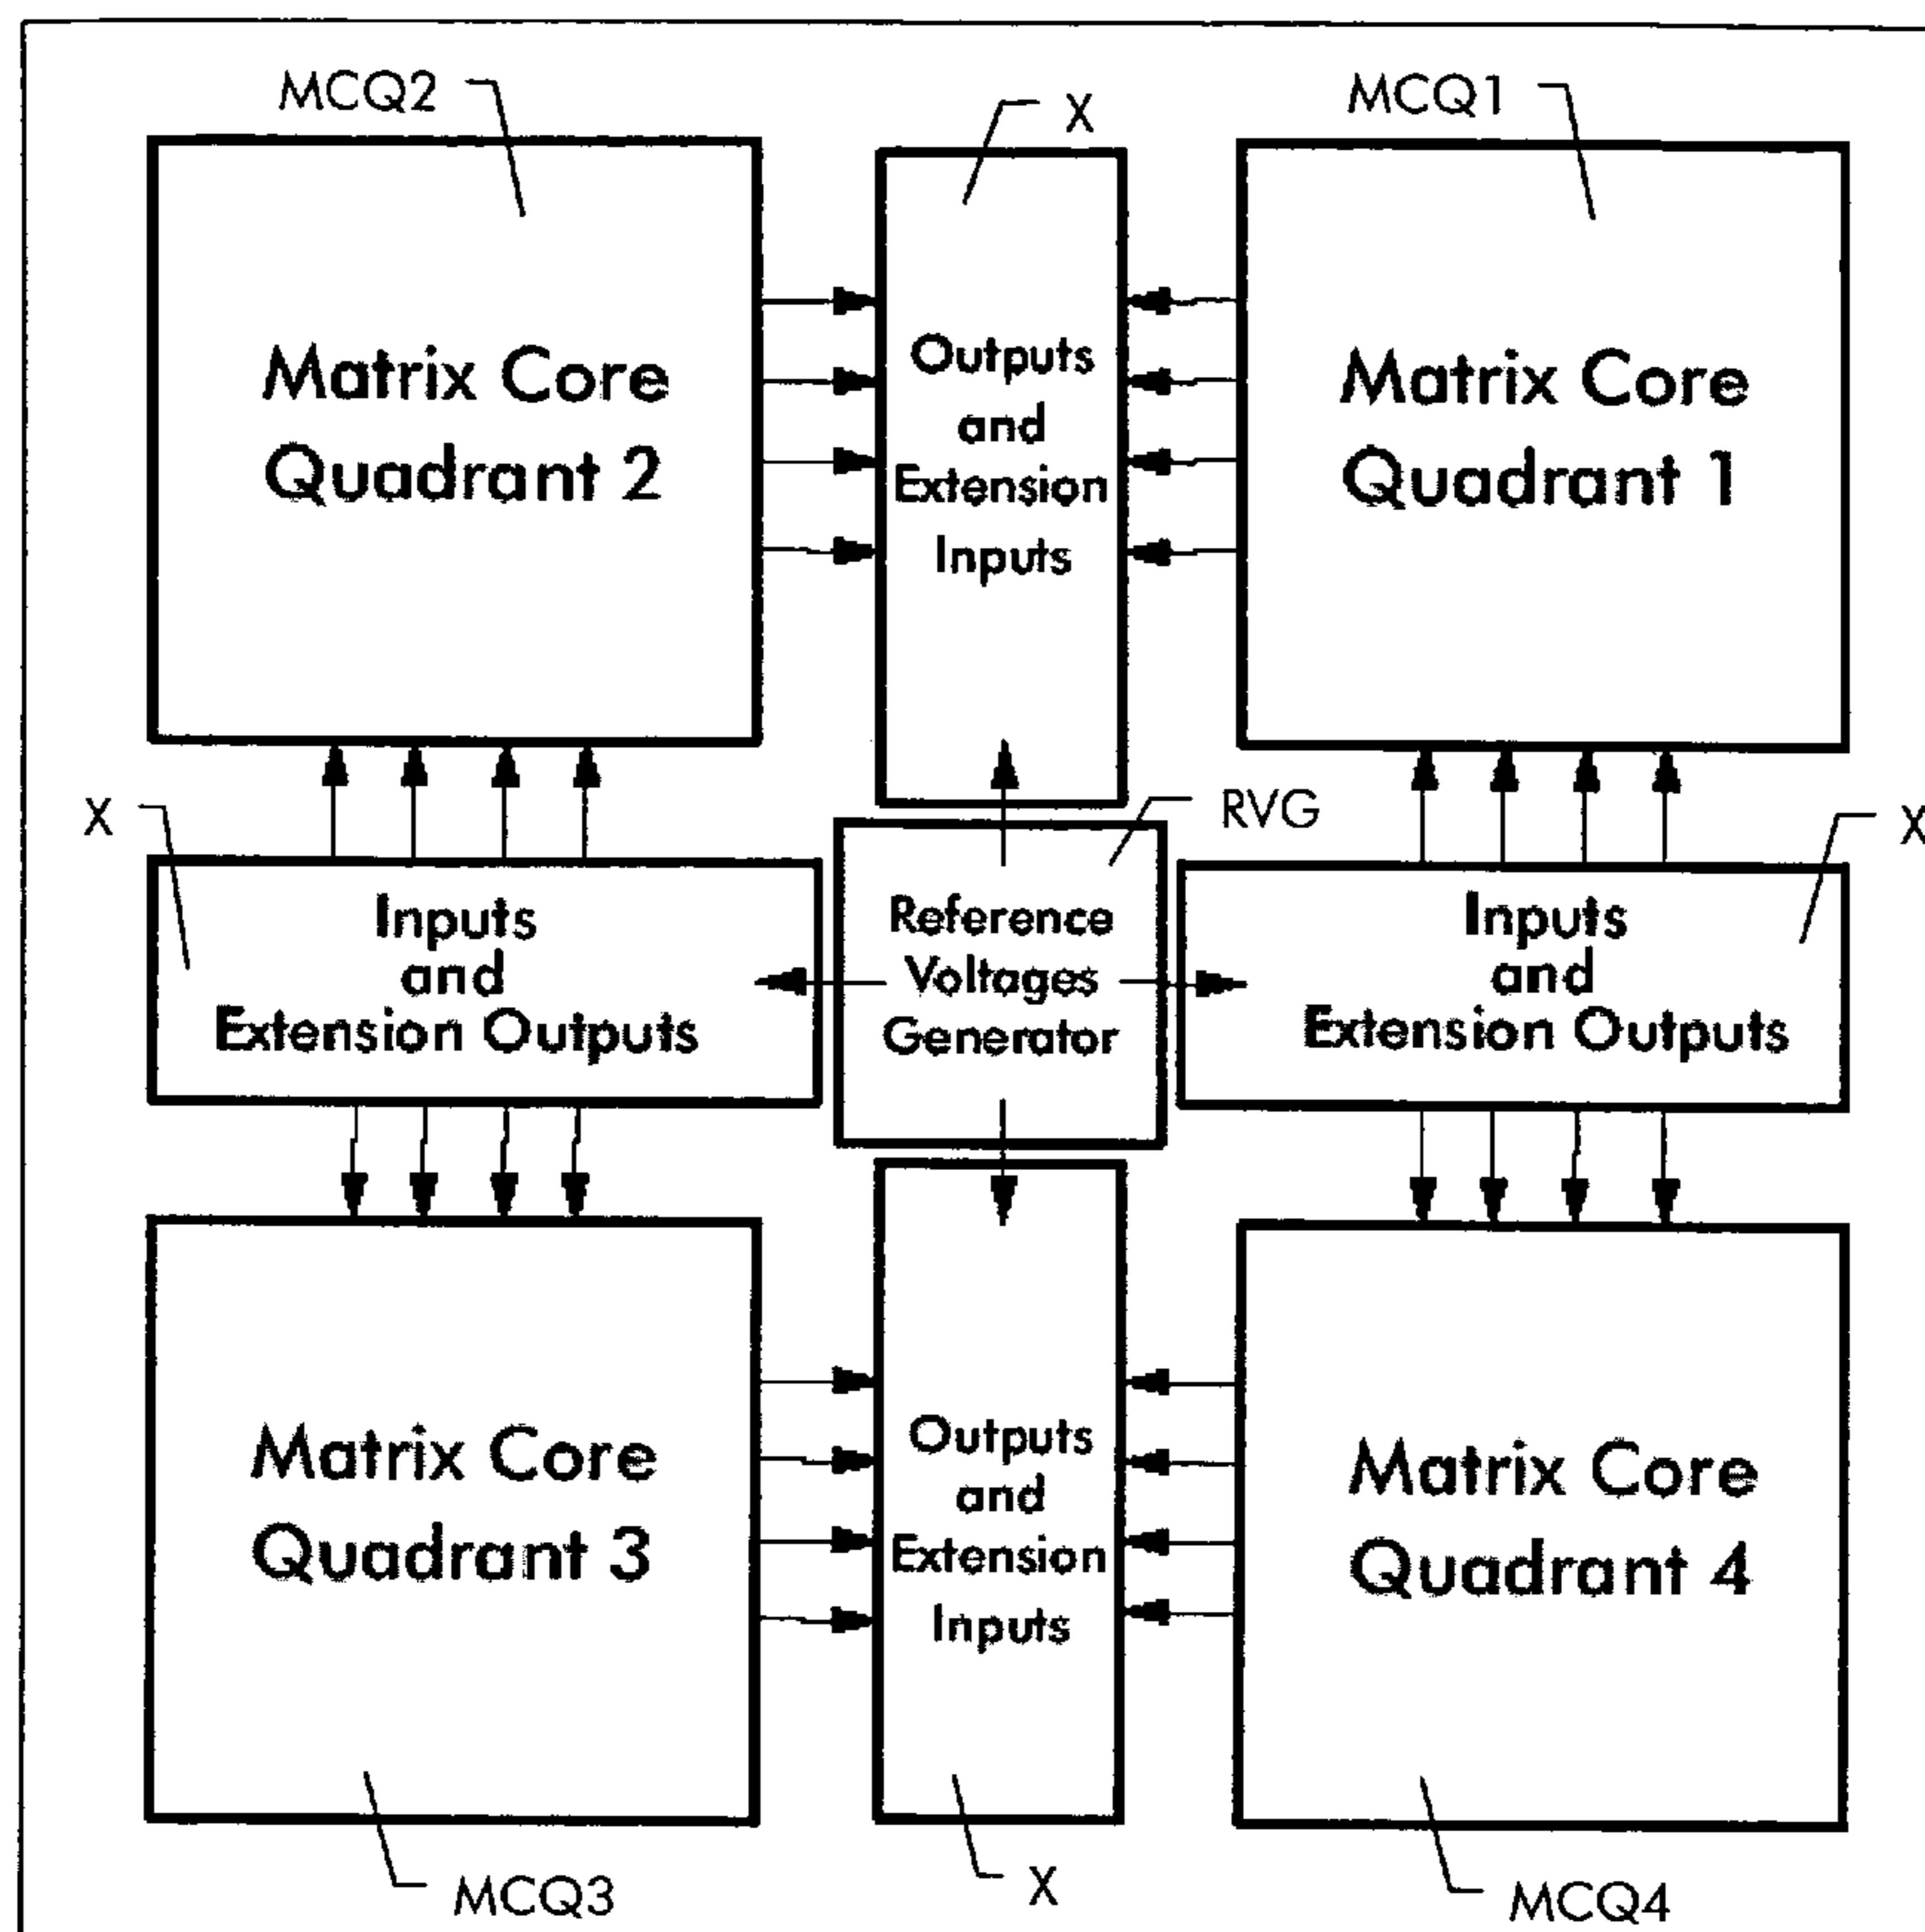 MCQ2
X
MCQ1
Matrix Core
Quadrant 2
Outputs
and
Extension
Inputs
Matrix Core
Quadrant 1
X
RVG
X
Inputs
and
Extension Outputs
Reference
Voltages
Generator
Inputs
and
Extension Outputs
Matrix Core
Quadrant 3
Outputs
and
Extension
Inputs
Matrix Core
Quadrant 4
MCQ3
X
MCQ4